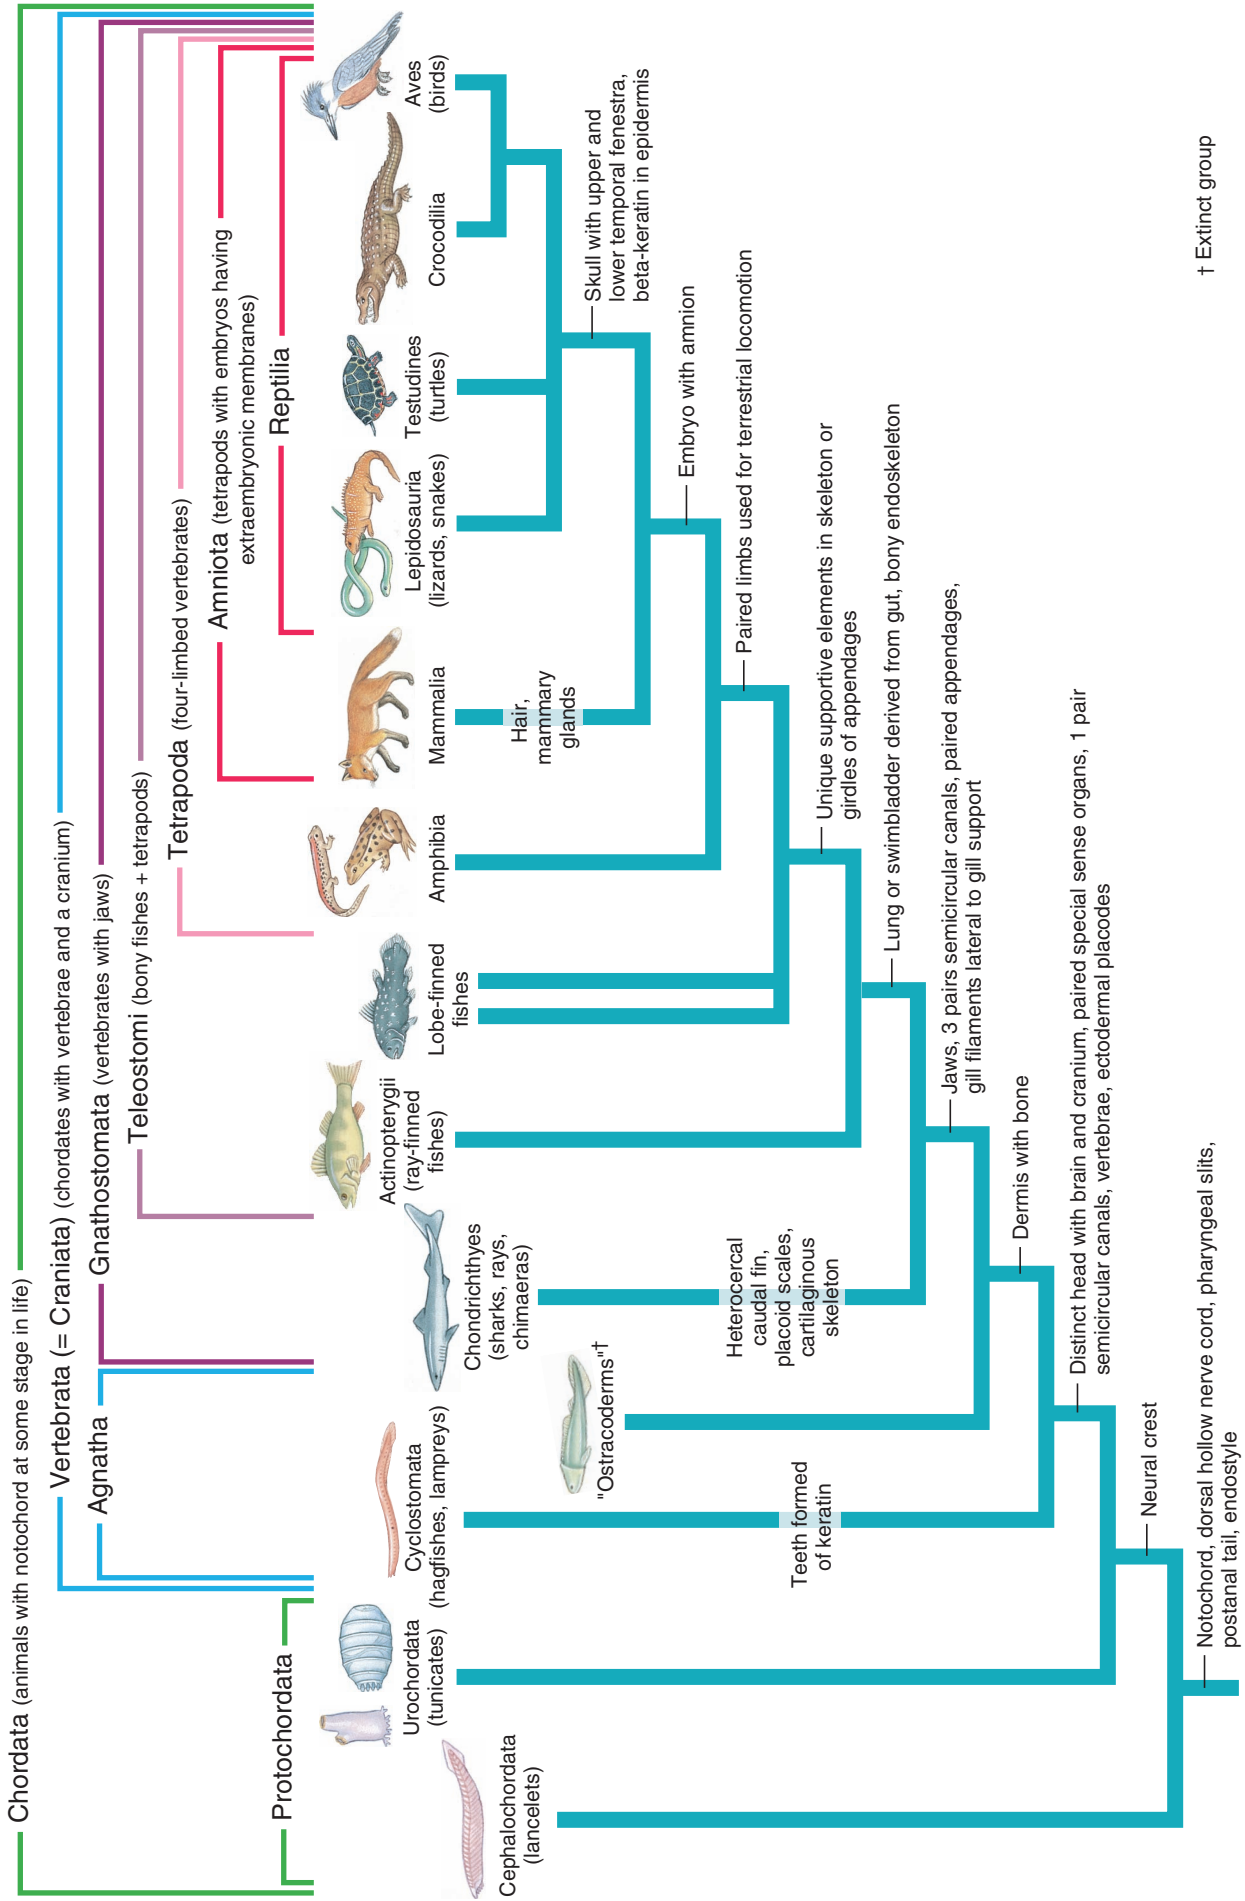 Chordata (animals with notochord at some stage in life)
Vertebrata (= Craniata) (chordates with vertebrae and a cranium)
Agnatha
Gnathostomata (vertebrates with jaws)
Teleostomi (bony fishes + tetrapods)
Tetrapoda (four-limbed vertebrates)
Amniota (tetrapods with embryos having
extraembryonic membranes)
Protochordata
Reptilia
Cephalochordata
(lancelets)
Urochordata
(tunicates)
Cyclostomata
(hagfishes, lampreys)
"Ostracoderms"†
Chondrichthyes
(sharks, rays,
chimaeras)
Actinopterygii
(ray-finned
fishes)
Lobe-finned
fishes
Amphibia
Mammalia
Lepidosauria
(lizards, snakes)
Testudines
(turtles)
Crocodilia
Aves
(birds)
Hair,
mammary
glands
Skull with upper and
lower temporal fenestra,
beta-keratin in epidermis
Embryo with amnion
Paired limbs used for terrestrial locomotion
Unique supportive elements in skeleton or
girdles of appendages
Lung or swimbladder derived from gut, bony endoskeleton
Heterocercal
caudal fin,
placoid scales,
cartilaginous
skeleton
Jaws, 3 pairs semicircular canals, paired appendages,
gill filaments lateral to gill support
Teeth formed
of keratin
Dermis with bone
Distinct head with brain and cranium, paired special sense organs, 1 pair
semicircular canals, vertebrae, ectodermal placodes
Neural crest
Notochord, dorsal hollow nerve cord, pharyngeal slits,
postanal tail, endostyle
† Extinct group